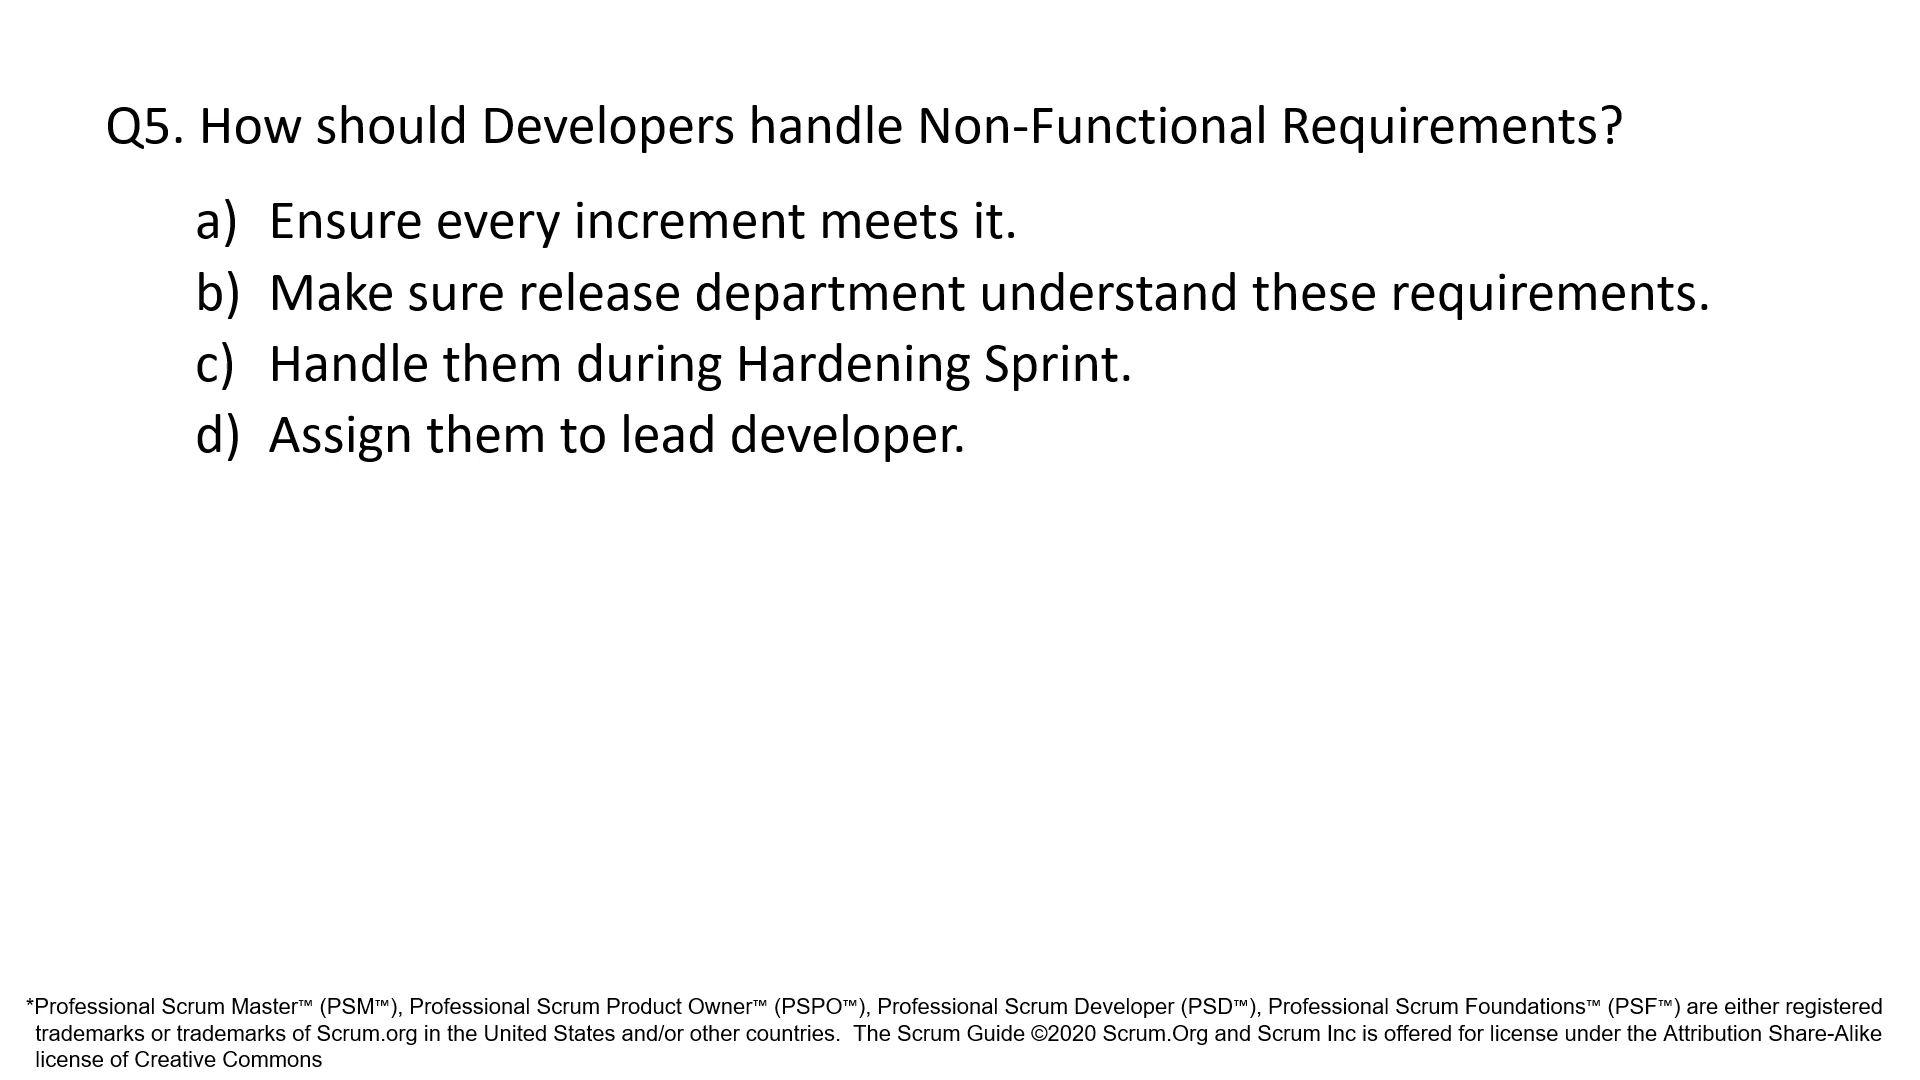 Q5. How should Developers handle Non-Functional Requirements?
a) Ensure every increment meets it.
b) Make sure release department understand these requirements.
c) Handle them during Hardening Sprint.
d) Assign them to lead developer.
*Professional Scrum Master™ (PSM™), Professional Scrum Product Owner™ (PSPO™), Professional Scrum Developer (PSD™), Professional Scrum Foundations™ (PSF™) are either registered
trademarks or trademarks of Scrum.org in the United States and/or other countries.  The Scrum Guide ©2020 Scrum.Org and Scrum Inc is offered for license under the Attribution Share-Alike
license of Creative Commons